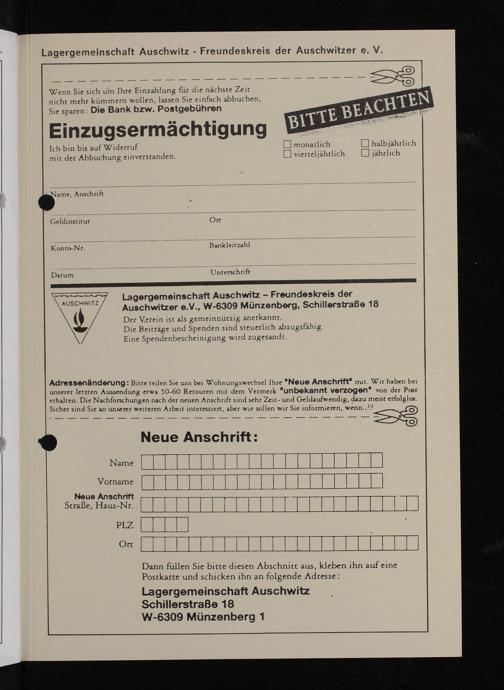 Lagergemeinschaft Auschwitz - Freundeskreis der Auschwitzer e. V.
Wenn Sie sich um Ihre Einzahlung für die nächste Zeit
nicht mehr kümmern wollen, lassen Sie einfach abbuchen.
Sie sparen: Die Bank bzw. Postgebühren
BITTE BEACHTEN
Einzugsermächtigung
Ich bin bis auf Widerruf
mit der Abbuchung einverstanden.
monatlich halbjährlich
vierteljährlich jährlich
Name, Anschrift
Geldinstitut Ort
Konto-Nr. Bankleitzahl
Datum Unterschrift
AUSCHWITZ
Lagergemeinschaft Auschwitz – Freundeskreis der
Auschwitzer e.V., W-6309 Münzenberg, Schillerstraße 18
Der Verein ist als gemeinnützig anerkannt.
Die Beiträge und Spenden sind steuerlich abzugsfähig.
Eine Spendenbescheinigung wird zugesandt.
Adressenänderung: Bitte teilen Sie uns bei Wohnungswechsel Ihre "Neue Anschrift" mit. Wir haben bei
unserer letzten Aussendung etwa 50-60 Retouren mit dem Vermerk "unbekannt verzogen" von der Post
erhalten. Die Nachforschungen nach der neuen Anschrift sind sehr Zeit- und Geldaufwendig, dazu meist erfolglos.
Sicher sind Sie an unserer weiteren Arbeit interessiert, aber wie sollen wir Sie informieren, wenn..??
Neue Anschrift:
Name
Vorname
Neue Anschrift
Straße, Haus-Nr.
PLZ
Ort
Dann füllen Sie bitte diesen Abschnitt aus, kleben ihn auf eine
Postkarte und schicken ihn an folgende Adresse:
Lagergemeinschaft Auschwitz
Schillerstraße 18
W-6309 Münzenberg 1